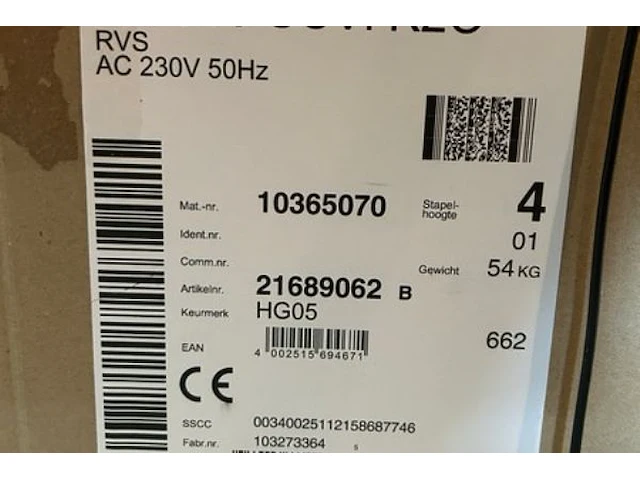 RVS
AC 230V 50Hz
Mat.-nr. 10365070 Stapel-
hoogte 4
Ident.nr. 01
Comm.nr. Gewicht 54 KG
Artikelnr. 21689062 B
Keurmerk HG05
EAN 4 002515 694671 662
CE
SSCC 00340025112158687746
Fabr.nr. 103273364 s